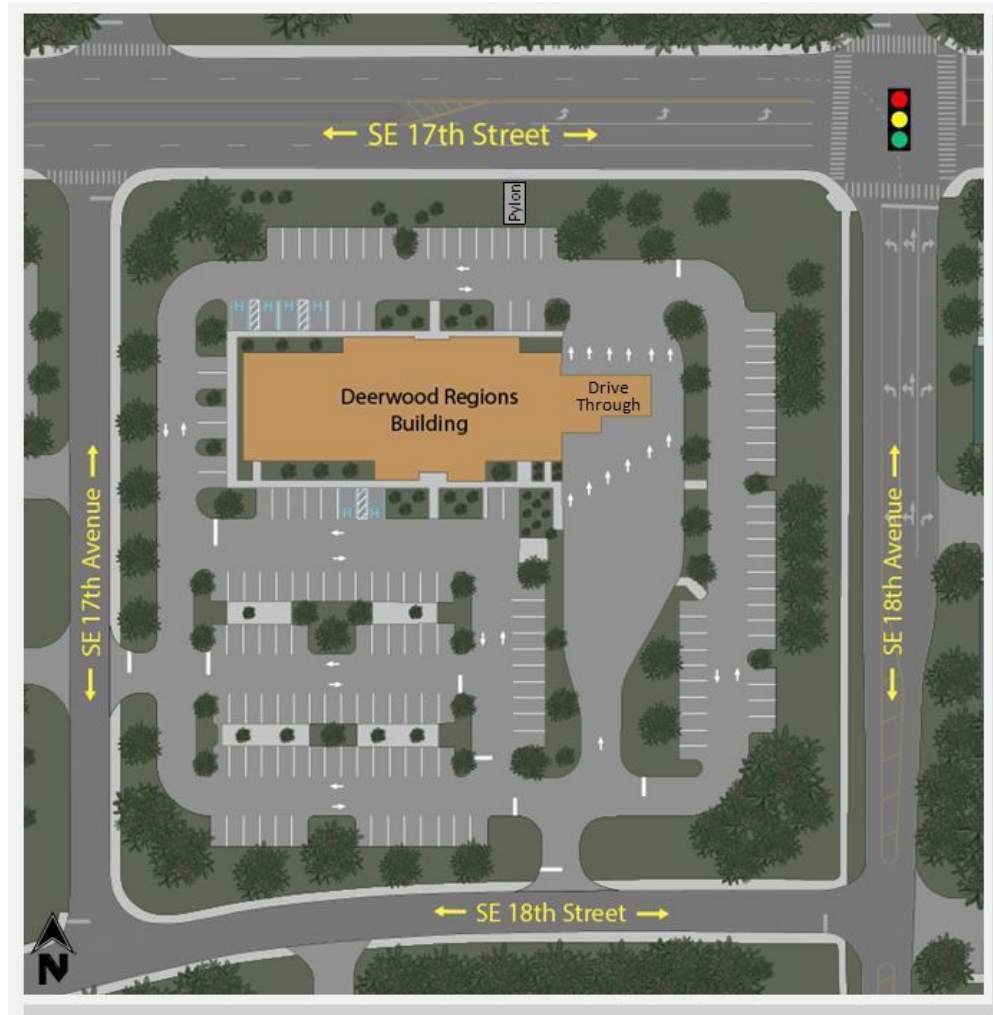 SE 17th Street
Pylon
H H H H
Deerwood Regions
Building
Drive
Through
H H
SE 17th Avenue
SE 18th Avenue
SE 18th Street
N